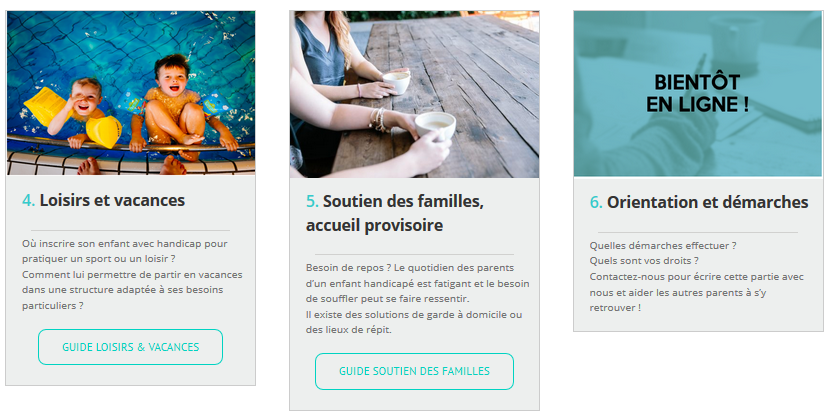 4. Loisirs et vacances
Où inscrire son enfant avec handicap pour
pratiquer un sport ou un loisir ?
Comment lui permettre de partir en vacances
dans une structure adaptée à ses besoins
particuliers ?
GUIDE LOISIRS & VACANCES
5. Soutien des familles,
accueil provisoire
Besoin de repos ? Le quotidien des parents
d'un enfant handicapé est fatigant et le besoin
de souffler peut se faire ressentir.
Il existe des solutions de garde à domicile ou
des lieux de répit.
GUIDE SOUTIEN DES FAMILLES
BIENTÔT
EN LIGNE !
6. Orientation et démarches
Quelles démarches effectuer ?
Quels sont vos droits ?
Contactez-nous pour écrire cette partie avec
nous et aider les autres parents à s'y
retrouver !